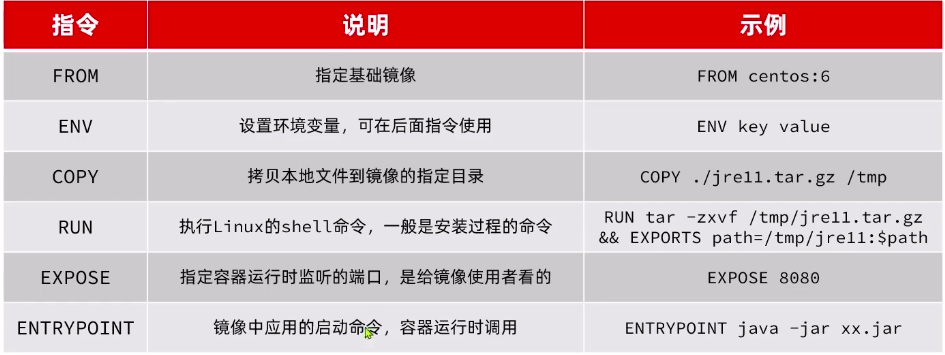 指令 说明 示例
FROM 指定基础镜像 FROM centos:6
ENV 设置环境变量，可在后面指令使用 ENV key value
COPY 拷贝本地文件到镜像的指定目录 COPY ./jre11.tar.gz /tmp
RUN 执行Linux的shell命令，一般是安装过程的命令 RUN tar -zxvf /tmp/jre11.tar.gz
&& EXPORTS path=/tmp/jre11:$path
EXPOSE 指定容器运行时监听的端口，是给镜像使用者看的 EXPOSE 8080
ENTRYPOINT 镜像中应用的启动命令，容器运行时调用 ENTRYPOINT java -jar xx.jar